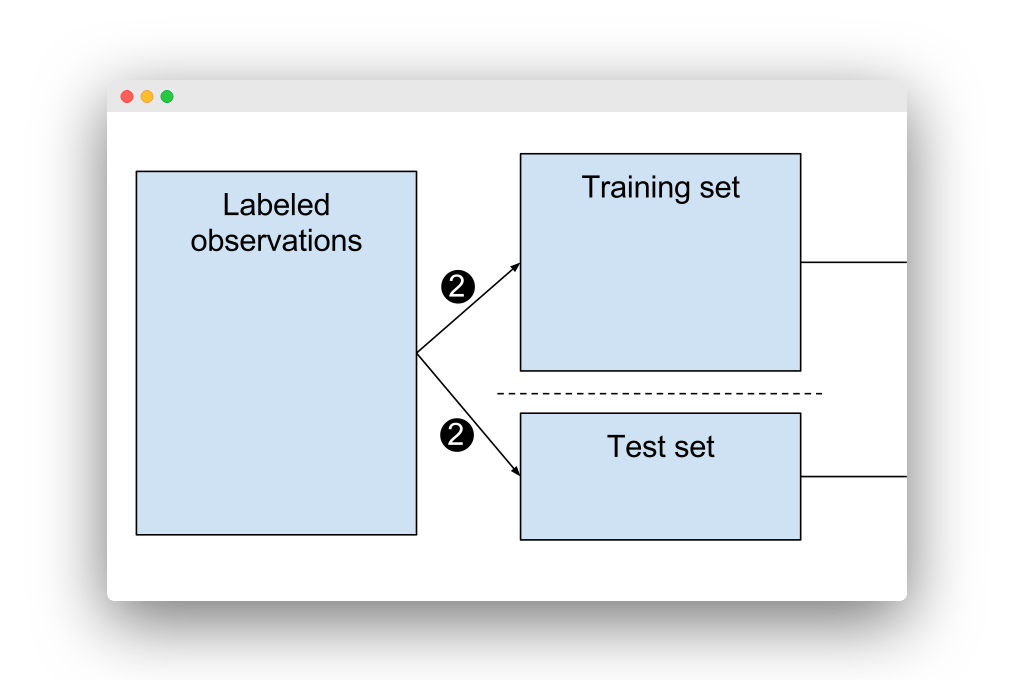 Labeled
observations
2
2
Training set
Test set